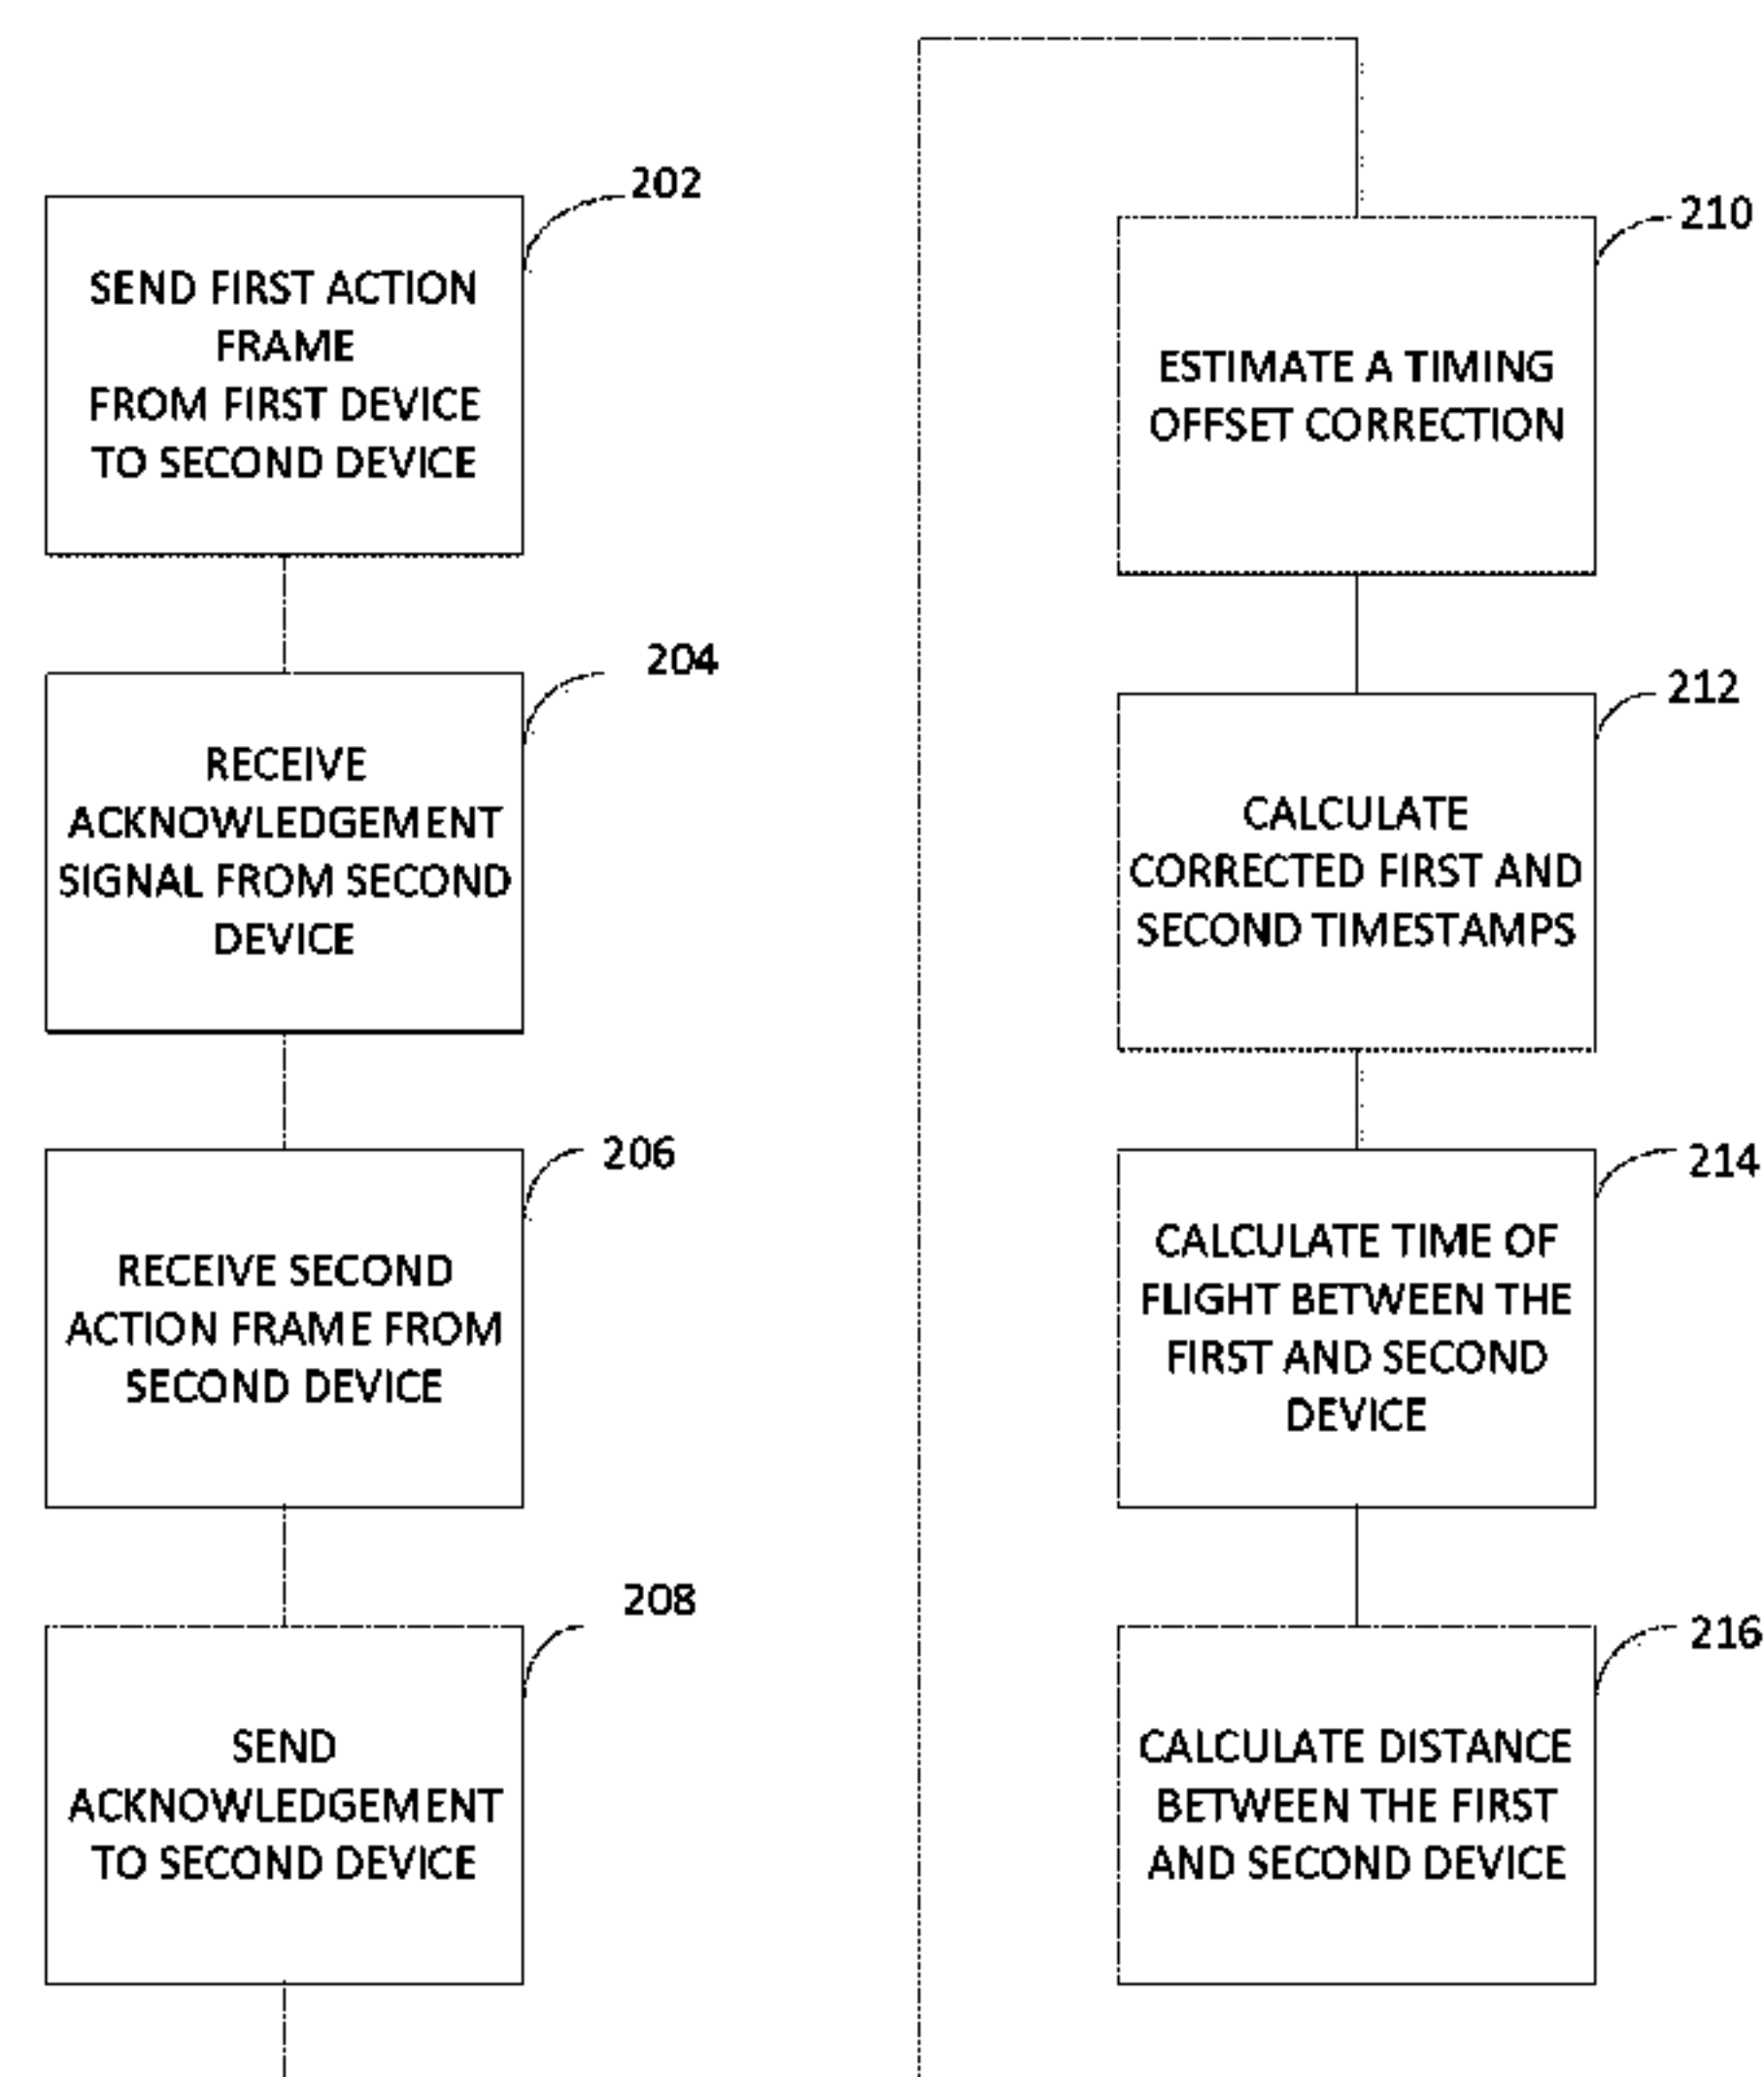 202
SEND FIRST ACTION
FRAME
FROM FIRST DEVICE
TO SECOND DEVICE
204
RECEIVE
ACKNOWLEDGEMENT
SIGNAL FROM SECOND
DEVICE
206
RECEIVE SECOND
ACTION FRAME FROM
SECOND DEVICE
208
SEND
ACKNOWLEDGEMENT
TO SECOND DEVICE
210
ESTIMATE A TIMING
OFFSET CORRECTION
212
CALCULATE
CORRECTED FIRST AND
SECOND TIMESTAMPS
214
CALCULATE TIME OF
FLIGHT BETWEEN THE
FIRST AND SECOND
DEVICE
216
CALCULATE DISTANCE
BETWEEN THE FIRST
AND SECOND DEVICE